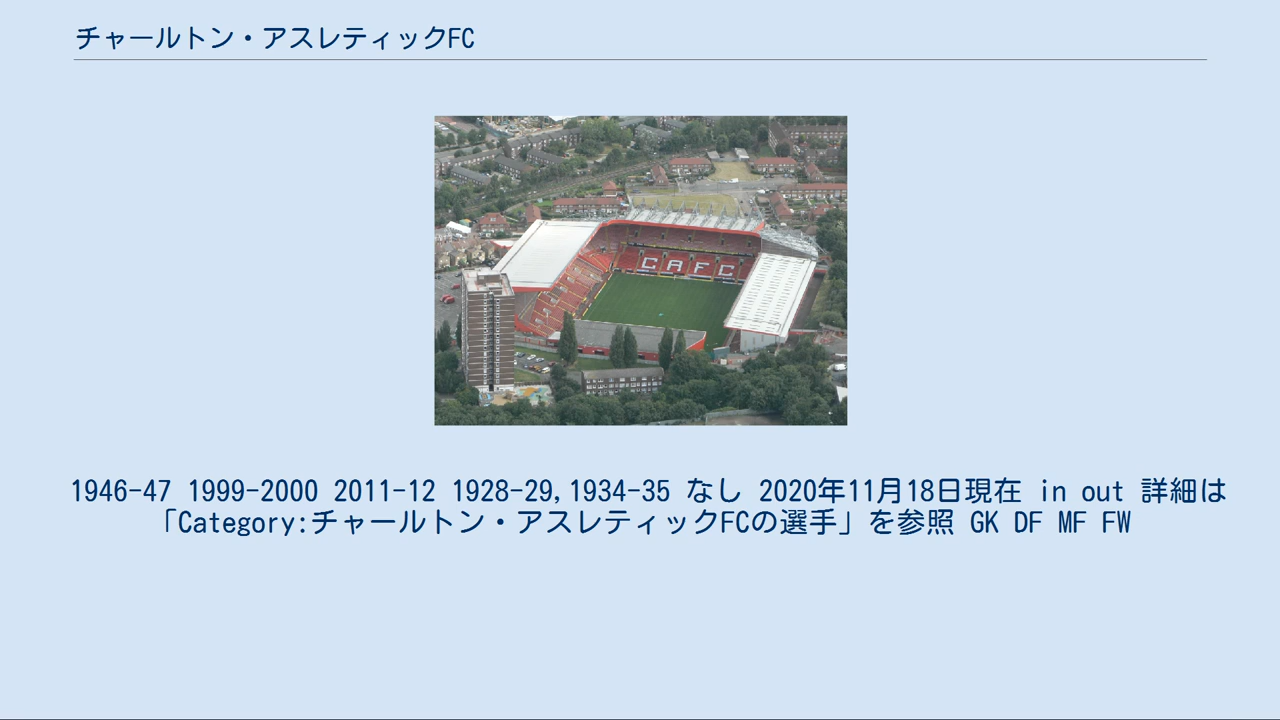 チャールトン・アスレティックFC
CAFC
1946-47 1999-2000 2011-12 1928-29,1934-35 なし 2020年11月18日現在 in out 詳細は
「Category:チャールトン・アスレティックFCの選手」を参照 GK DF MF FW